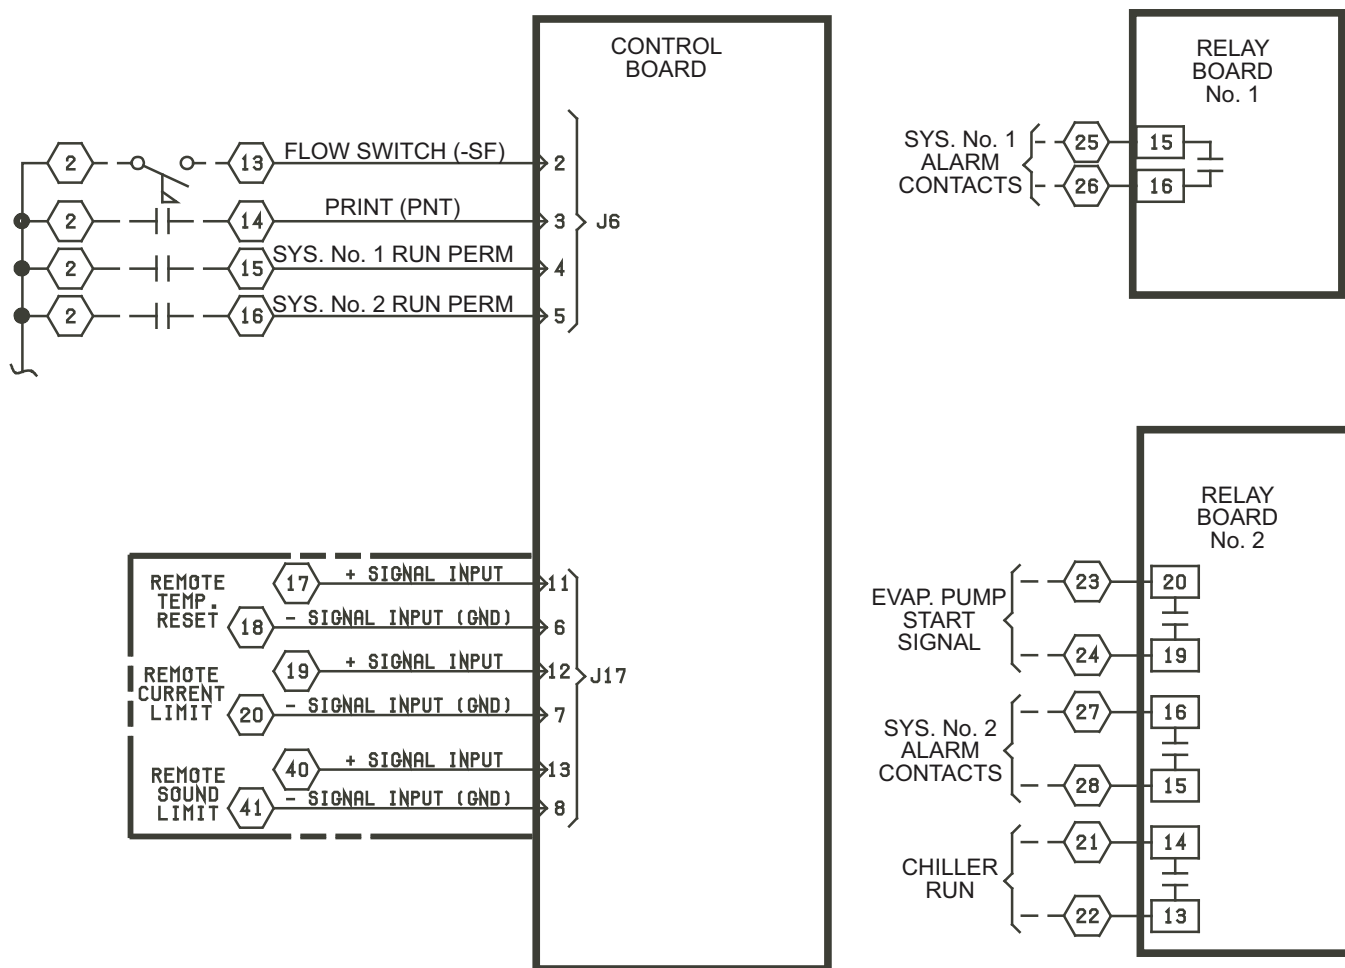 CONTROL
BOARD
2
13
FLOW SWITCH (-SF)
2
2
14
PRINT (PNT)
3
J6
2
15
SYS. No. 1 RUN PERM
4
2
16
SYS. No. 2 RUN PERM
5
REMOTE
TEMP.
RESET
17
+ SIGNAL INPUT
11
18
- SIGNAL INPUT (GND)
6
REMOTE
CURRENT
LIMIT
19
+ SIGNAL INPUT
12
J17
20
- SIGNAL INPUT (GND)
7
REMOTE
SOUND
LIMIT
40
+ SIGNAL INPUT
13
41
- SIGNAL INPUT (GND)
8
RELAY
BOARD
No. 1
SYS. No. 1
ALARM
CONTACTS
25
15
26
16
RELAY
BOARD
No. 2
EVAP. PUMP
START
SIGNAL
23
20
24
19
SYS. No. 2
ALARM
CONTACTS
27
16
28
15
CHILLER
RUN
21
14
22
13